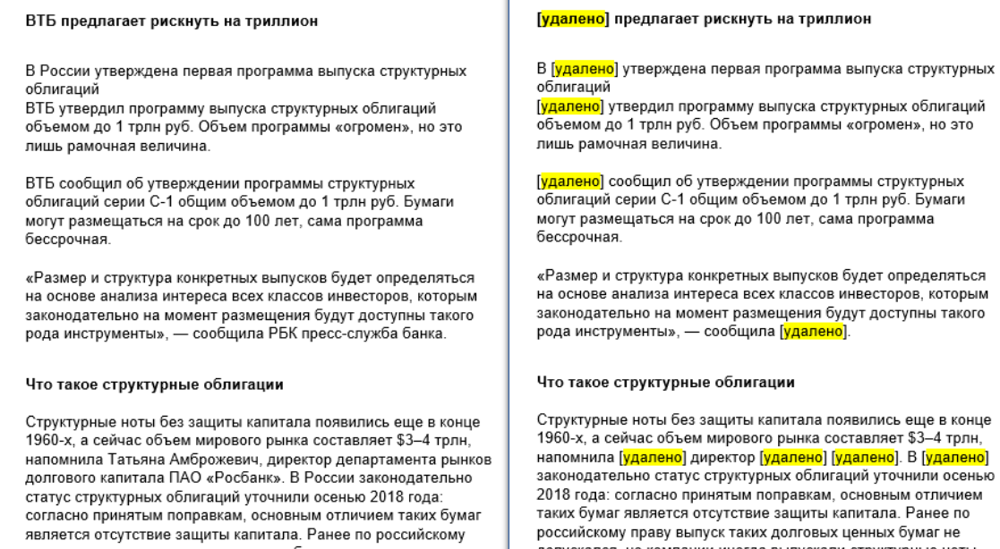 ВТБ предлагает рискнуть на триллион
В России утверждена первая программа выпуска структурных
облигаций
ВТБ утвердил программу выпуска структурных облигаций
объемом до 1 трлн руб. Объем программы «огромен», но это
лишь рамочная величина.
ВТБ сообщил об утверждении программы структурных
облигаций серии С-1 общим объемом до 1 трлн руб. Бумаги
могут размещаться на срок до 100 лет, сама программа
бессрочная.
«Размер и структура конкретных выпусков будет определяться
на основе анализа интереса всех классов инвесторов, которым
законодательно на момент размещения будут доступны такого
рода инструменты», — сообщила РБК пресс-служба банка.
Что такое структурные облигации
Структурные ноты без защиты капитала появились еще в конце
1960-х, а сейчас объем мирового рынка составляет $3–4 трлн,
напомнила Татьяна Амброжевич, директор департамента рынков
долгового капитала ПАО «Росбанк». В России законодательно
статус структурных облигаций уточнили осенью 2018 года:
согласно принятым поправкам, основным отличием таких бумаг
является отсутствие защиты капитала. Ранее по российскому
[удалено] предлагает рискнуть на триллион
В [удалено] утверждена первая программа выпуска структурных
облигаций
[удалено] утвердил программу выпуска структурных облигаций
объемом до 1 трлн руб. Объем программы «огромен», но это
лишь рамочная величина.
[удалено] сообщил об утверждении программы структурных
облигаций серии С-1 общим объемом до 1 трлн руб. Бумаги
могут размещаться на срок до 100 лет, сама программа
бессрочная.
«Размер и структура конкретных выпусков будет определяться
на основе анализа интереса всех классов инвесторов, которым
законодательно на момент размещения будут доступны такого
рода инструменты», — сообщила [удалено].
Что такое структурные облигации
Структурные ноты без защиты капитала появились еще в конце
1960-х, а сейчас объем мирового рынка составляет $3–4 трлн,
напомнила [удалено] директор [удалено] [удалено]. В [удалено]
законодательно статус структурных облигаций уточнили осенью
2018 года: согласно принятым поправкам, основным отличием
таких бумаг является отсутствие защиты капитала. Ранее по
российскому праву выпуск таких долговых ценных бумаг не